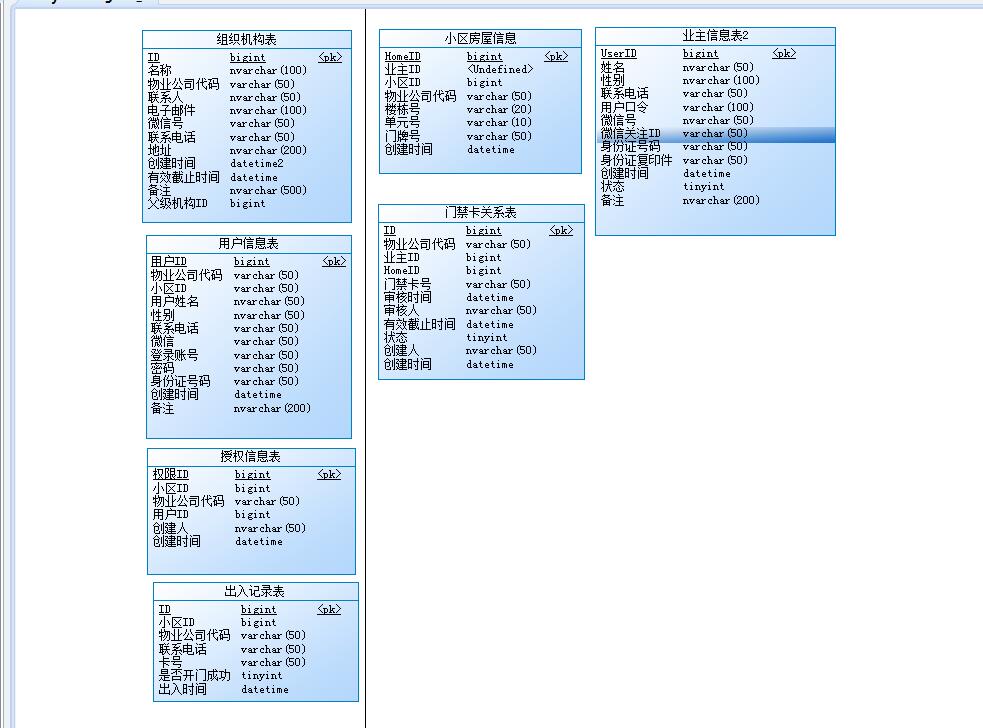 组织机构表
ID bigint <pk>
名称 nvarchar(100)
物业公司代码 varchar(50)
联系人 nvarchar(50)
电子邮件 nvarchar(100)
微信号 varchar(50)
联系电话 varchar(50)
地址 nvarchar(200)
创建时间 datetime2
有效截止时间 datetime
备注 nvarchar(500)
父级机构ID bigint
用户信息表
用户ID bigint <pk>
物业公司代码 varchar(50)
小区ID varchar(50)
用户姓名 nvarchar(50)
性别 nvarchar(50)
联系电话 varchar(50)
微信 varchar(50)
登录账号 varchar(50)
密码 varchar(50)
身份证号码 varchar(50)
创建时间 datetime
备注 nvarchar(200)
授权信息表
权限ID bigint <pk>
小区ID bigint
物业公司代码 varchar(50)
用户ID bigint
创建人 nvarchar(50)
创建时间 datetime
出入记录表
ID bigint <pk>
小区ID bigint
物业公司代码 varchar(50)
联系电话 varchar(50)
卡号 varchar(50)
是否开门成功 tinyint
出入时间 datetime
小区房屋信息
HomeID bigint <pk>
业主ID <Undefined>
小区ID bigint
物业公司代码 varchar(50)
楼栋号 varchar(20)
单元号 varchar(10)
门牌号 varchar(50)
创建时间 datetime
门禁卡关系表
ID bigint <pk>
物业公司代码 varchar(50)
业主ID bigint
HomeID bigint
门禁卡号 varchar(50)
审核时间 datetime
审核人 nvarchar(50)
有效截止时间 datetime
状态 tinyint
创建人 nvarchar(50)
创建时间 datetime
业主信息表2
UserID bigint <pk>
姓名 nvarchar(50)
性别 nvarchar(100)
联系电话 varchar(50)
用户口令 varchar(100)
微信号 nvarchar(50)
微信关注ID varchar(50)
身份证号码 varchar(50)
身份证复印件 varchar(50)
创建时间 datetime
状态 tinyint
备注 nvarchar(200)